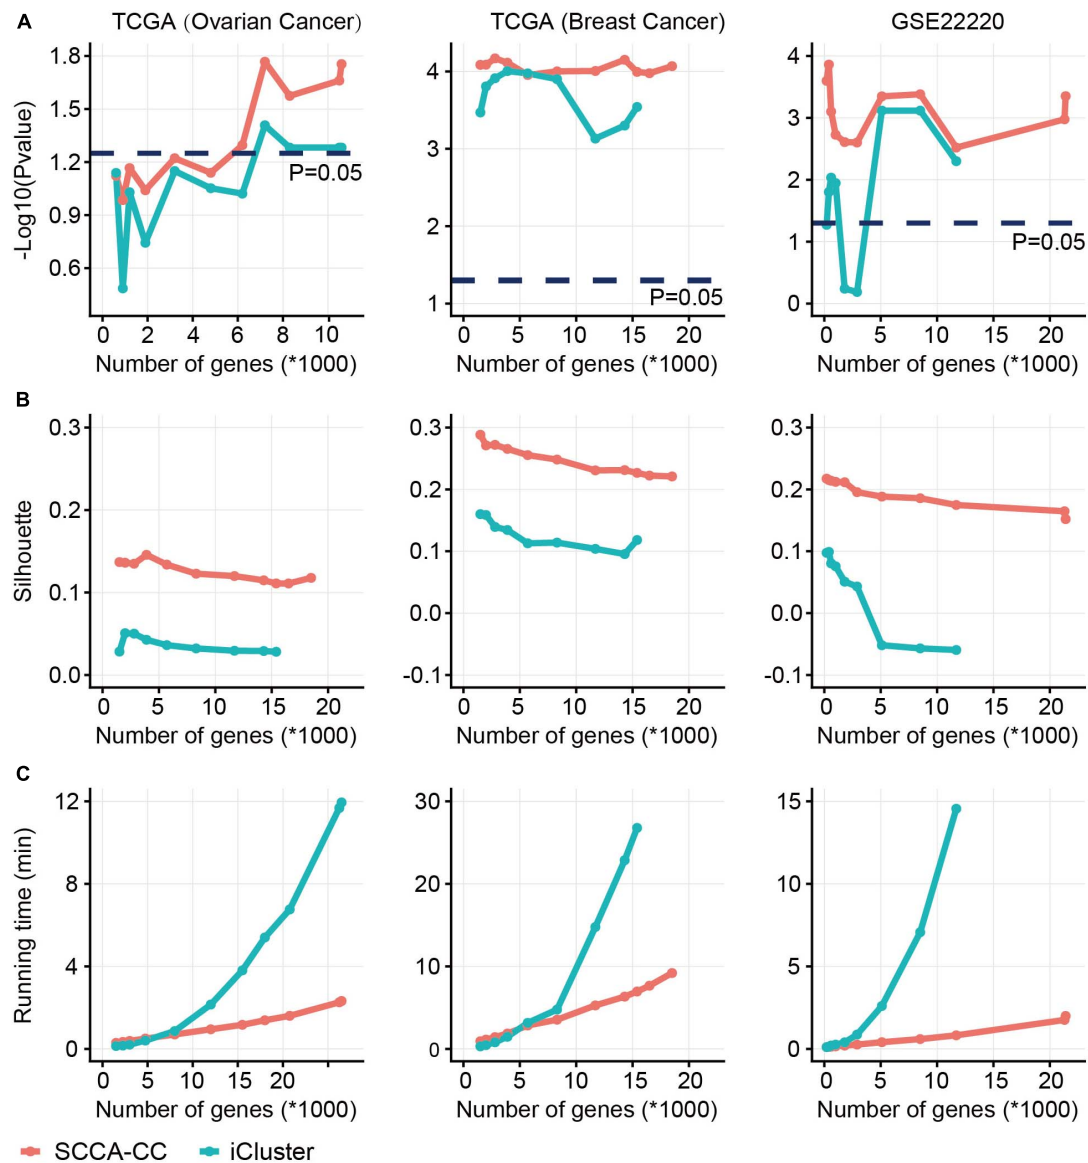 A
TCGA (Ovarian Cancer)
TCGA (Breast Cancer)
GSE22220
-Log10(Pvalue)
1.8
1.5
1.2
0.9
0.6
P=0.05
0 2 4 6 8 10
Number of genes (*1000)
4
3
2
1
P=0.05
0 5 10 15 20
Number of genes (*1000)
4
3
2
1
0
P=0.05
0 5 10 15 20
Number of genes (*1000)
B
Silhouette
0.3
0.2
0.1
0.0
0 5 10 15 20
Number of genes (*1000)
0.3
0.2
0.1
0.0
-0.1
0 5 10 15 20
Number of genes (*1000)
0.3
0.2
0.1
0.0
-0.1
0 5 10 15 20
Number of genes (*1000)
C
Running time (min)
12
8
4
0
0 5 10 15 20
Number of genes (*1000)
30
20
10
0
0 5 10 15 20
Number of genes (*1000)
15
10
5
0
0 5 10 15 20
Number of genes (*1000)
SCCA-CC iCluster